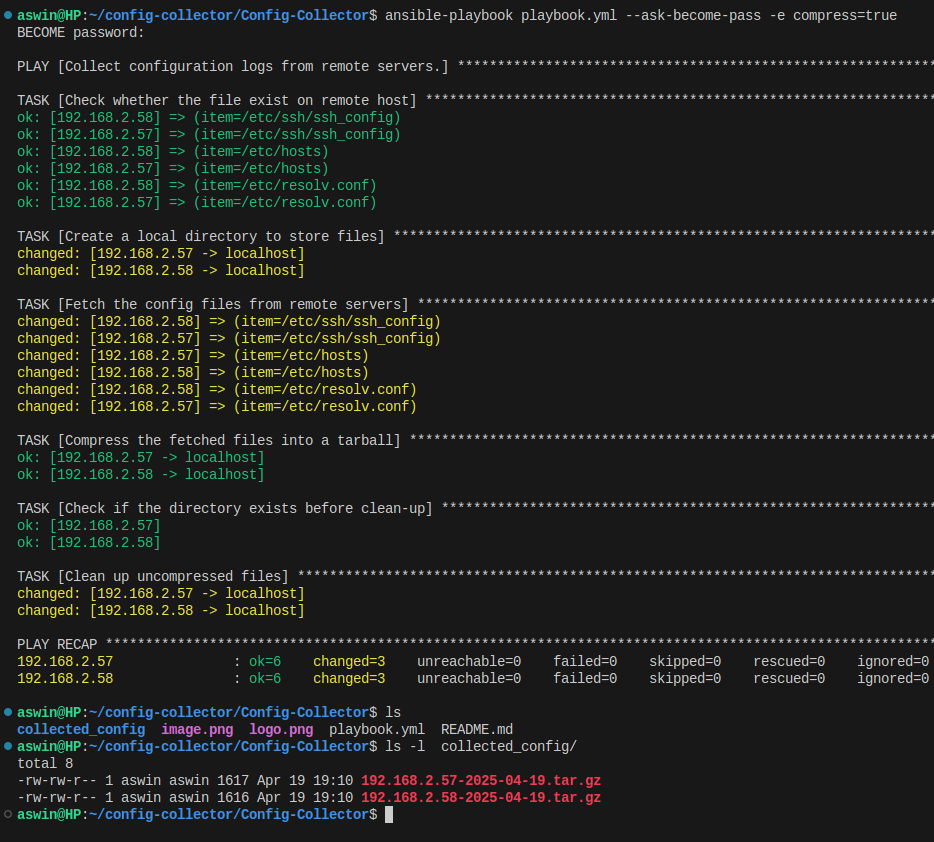 aswin@HP:~/config-collector/Config-Collector$ ansible-playbook playbook.yml --ask-become-pass -e compress=true
BECOME password:
PLAY [Collect configuration logs from remote servers.] ************************************************************
TASK [Check whether the file exist on remote host] ****************************************************************
ok: [192.168.2.58] => (item=/etc/ssh/ssh_config)
ok: [192.168.2.57] => (item=/etc/ssh/ssh_config)
ok: [192.168.2.58] => (item=/etc/hosts)
ok: [192.168.2.57] => (item=/etc/hosts)
ok: [192.168.2.58] => (item=/etc/resolv.conf)
ok: [192.168.2.57] => (item=/etc/resolv.conf)
TASK [Create a local directory to store files] ********************************************************************
changed: [192.168.2.57 -> localhost]
changed: [192.168.2.58 -> localhost]
TASK [Fetch the config files from remote servers] *****************************************************************
changed: [192.168.2.58] => (item=/etc/ssh/ssh_config)
changed: [192.168.2.57] => (item=/etc/ssh/ssh_config)
changed: [192.168.2.57] => (item=/etc/hosts)
changed: [192.168.2.58] => (item=/etc/hosts)
changed: [192.168.2.58] => (item=/etc/resolv.conf)
changed: [192.168.2.57] => (item=/etc/resolv.conf)
TASK [Compress the fetched files into a tarball] ******************************************************************
ok: [192.168.2.57 -> localhost]
ok: [192.168.2.58 -> localhost]
TASK [Check if the directory exists before clean-up] **************************************************************
ok: [192.168.2.57]
ok: [192.168.2.58]
TASK [Clean up uncompressed files] ********************************************************************************
changed: [192.168.2.57 -> localhost]
changed: [192.168.2.58 -> localhost]
PLAY RECAP ********************************************************************************************************
192.168.2.57 : ok=6 changed=3 unreachable=0 failed=0 skipped=0 rescued=0 ignored=0
192.168.2.58 : ok=6 changed=3 unreachable=0 failed=0 skipped=0 rescued=0 ignored=0
aswin@HP:~/config-collector/Config-Collector$ ls
collected_config image.png logo.png playbook.yml README.md
aswin@HP:~/config-collector/Config-Collector$ ls -l  collected_config/
total 8
-rw-rw-r-- 1 aswin aswin 1617 Apr 19 19:10 192.168.2.57-2025-04-19.tar.gz
-rw-rw-r-- 1 aswin aswin 1616 Apr 19 19:10 192.168.2.58-2025-04-19.tar.gz
aswin@HP:~/config-collector/Config-Collector$